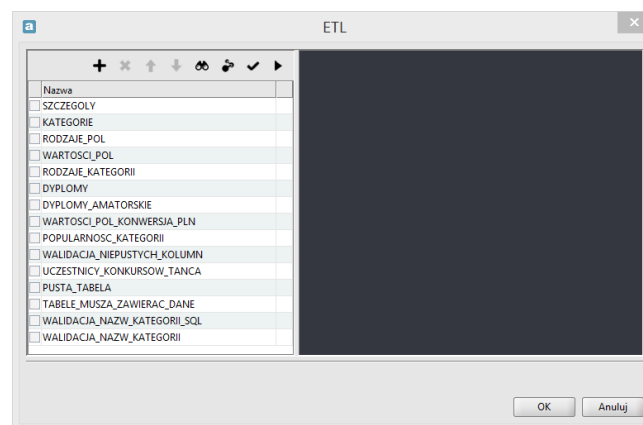 a
ETL
Nazwa
SZCZEGOLY
KATEGORIE
RODZAJE_POL
WARTOSCI_POL
RODZAJE_KATEGORII
DYPLOMY
DYPLOMY_AMATORSKIE
WARTOSCI_POL_KONWERSJA_PLN
POPULARNOSC_KATEGORII
WALIDACJA_NIEPUSTYCH_KOLUMN
UCZESTNICY_KONKURSOW_TANCA
PUSTA_TABELA
TABELE_MUSZA_ZAWIERAC_DANE
WALIDACJA_NAZW_KATEGORII_SQL
WALIDACJA_NAZW_KATEGORII
OK
Anuluj